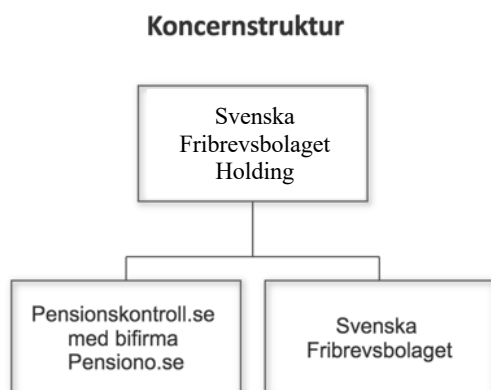 Koncernstruktur
Svenska
Fribrevsbolaget
Holding
Pensionskontroll.se
med bifirma
Pensiono.se
Svenska
Fribrevsbolaget